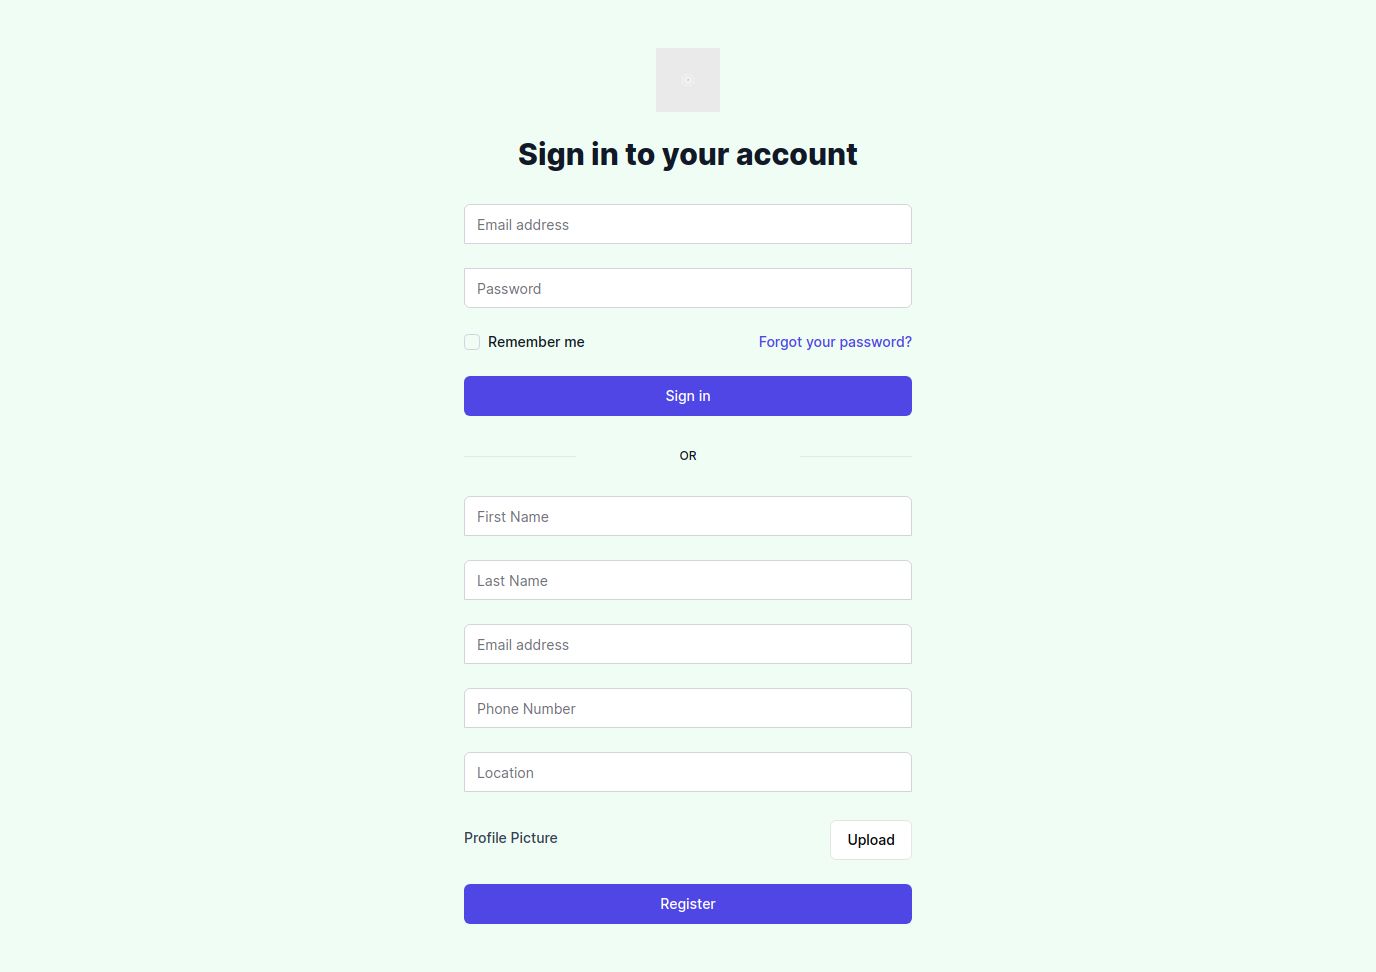 Sign in to your account
Email address
Password
Remember me
Forgot your password?
Sign in
OR
First Name
Last Name
Email address
Phone Number
Location
Profile Picture
Upload
Register